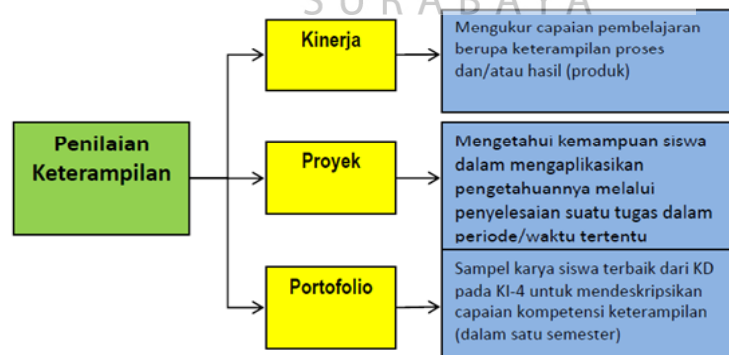 SURABAYA
Kinerja
Mengukur capaian pembelajaran
berupa keterampilan proses
dan/atau hasil (produk)
Penilaian
Keterampilan
Proyek
Mengetahui kemampuan siswa
dalam mengaplikasikan
pengetahuannya melalui
penyelesaian suatu tugas dalam
periode/waktu tertentu
Portofolio
Sampel karya siswa terbaik dari KD
pada KI-4 untuk mendeskripsikan
capaian kompetensi keterampilan
(dalam satu semester)